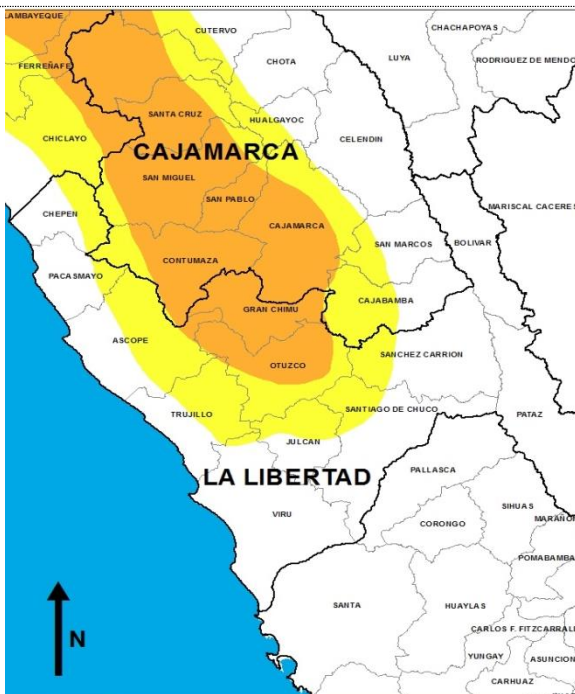 LAMBAYEQUE
CUTERVO
CHACHAPOYAS
CHOTA
LUYA
RODRIGUEZ DE MENDO
FERREÑAFE
SANTA CRUZ
HUALGAYOC
CHICLAYO
CELENDIN
CAJAMARCA
SAN MIGUEL
SAN PABLO
CHEPEN
CAJAMARCA
MARISCAL CACERES
SAN MARCOS
BOLIVAR
CONTUMAZA
PACASMAYO
CAJABAMBA
GRAN CHIMU
ASCOPE
SANCHEZ CARRION
OTUZCO
TRUJILLO
SANTIAGO DE CHUCO
PATAZ
JULCAN
LA LIBERTAD
PALLASCA
VIRU
SIHUAS
CORONGO
MARAÑON
POMABAMBA
SANTA
HUAYLAS
N
CARLOS F. FITZCARRALD
YUNGAY
ASUNCION
CARHUAZ